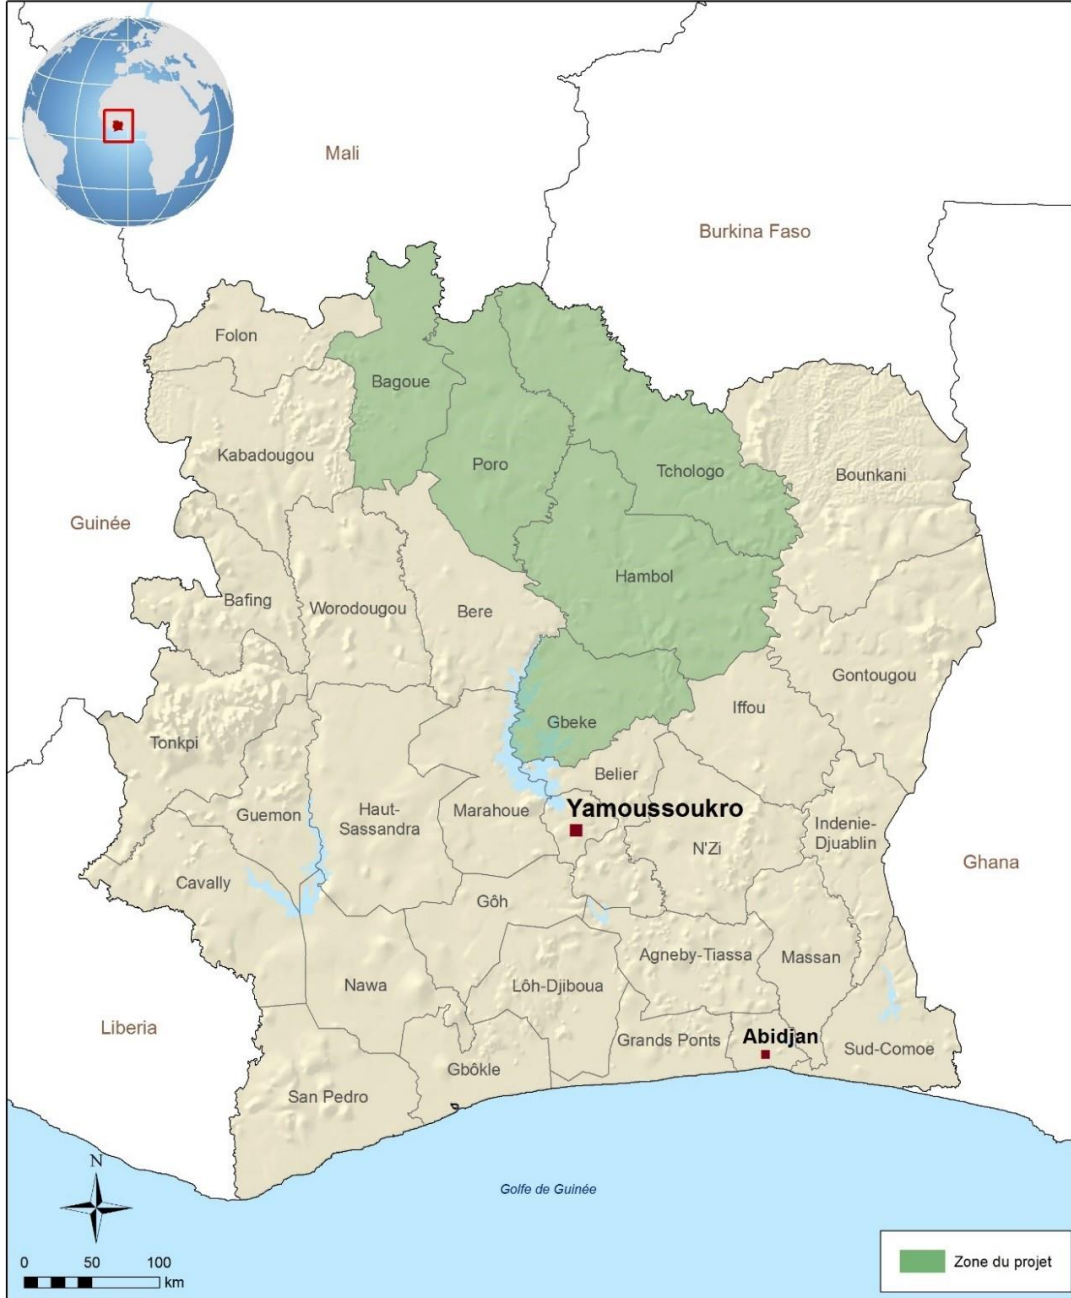 Mali
Burkina Faso
Folon
Bagoue
Kabadougou
Poro
Tchologo
Bounkani
Guinée
Hambol
Bafing
Worodougou
Bere
Gontougou
Iffou
Gbeke
Tonkpi
Belier
Yamoussoukro
Guemon
Haut-
Sassandra
Marahoue
Indenie-
Djuablin
N'Zi
Ghana
Cavally
Gôh
Agneby-Tiassa
Massan
Nawa
Lôh-Djiboua
Liberia
Abidjan
Grands Ponts
Sud-Comoe
Gbôkle
San Pedro
N
Golfe de Guinée
0 50 100
km
Zone du projet